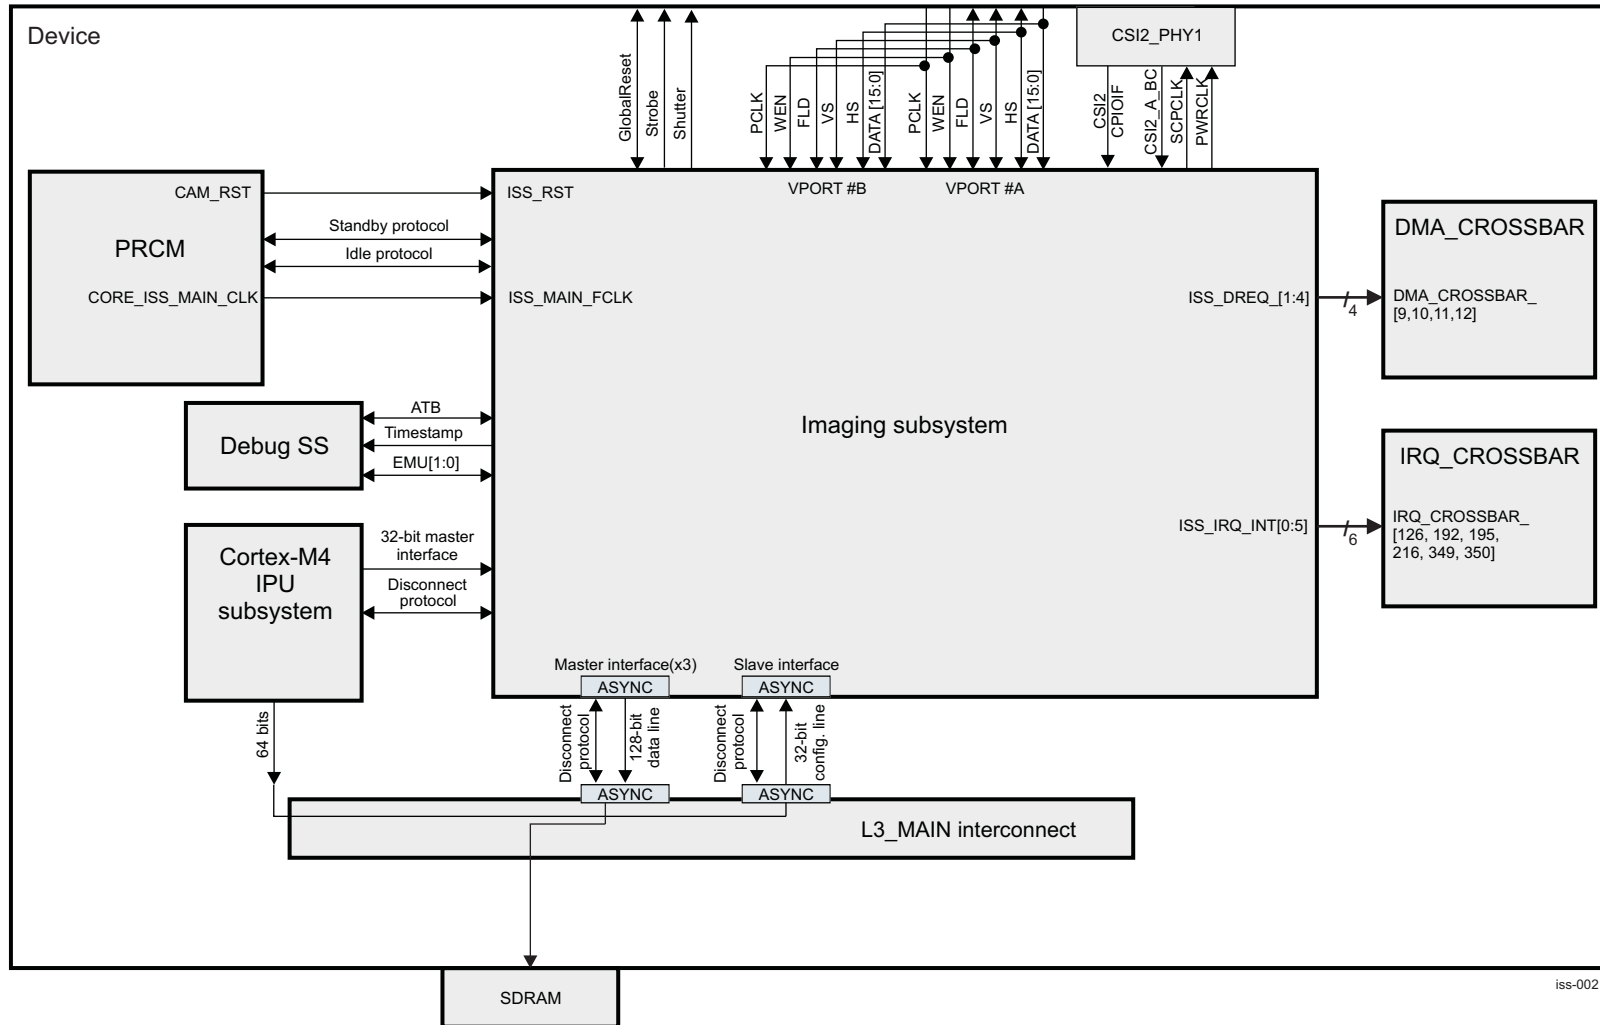 Device
GlobalReset
Strobe
Shutter
PCLK
WEN
FLD
VS
HS
DATA [15:0]
PCLK
WEN
FLD
VS
HS
DATA [15:0]
CSI2_PHY1
CSI2
CPIOIF
CSI2_A_BC
SCPCLK
PWRCLK
VPORT #B
VPORT #A
CAM_RST
PRCM
CORE_ISS_MAIN_CLK
Standby protocol
Idle protocol
ISS_RST
ISS_MAIN_FCLK
ISS_DREQ_[1:4]
4
DMA_CROSSBAR
DMA_CROSSBAR_
[9,10,11,12]
Debug SS
ATB
Timestamp
EMU[1:0]
Imaging subsystem
ISS_IRQ_INT[0:5]
6
IRQ_CROSSBAR
IRQ_CROSSBAR_
[126, 192, 195,
216, 349, 350]
Cortex-M4
IPU
subsystem
32-bit master
interface
Disconnect
protocol
Master interface(x3)
ASYNC
Slave interface
ASYNC
64 bits
Disconnect
protocol
128-bit
data line
Disconnect
protocol
32-bit
config. line
ASYNC
ASYNC
L3_MAIN interconnect
SDRAM
iss-002